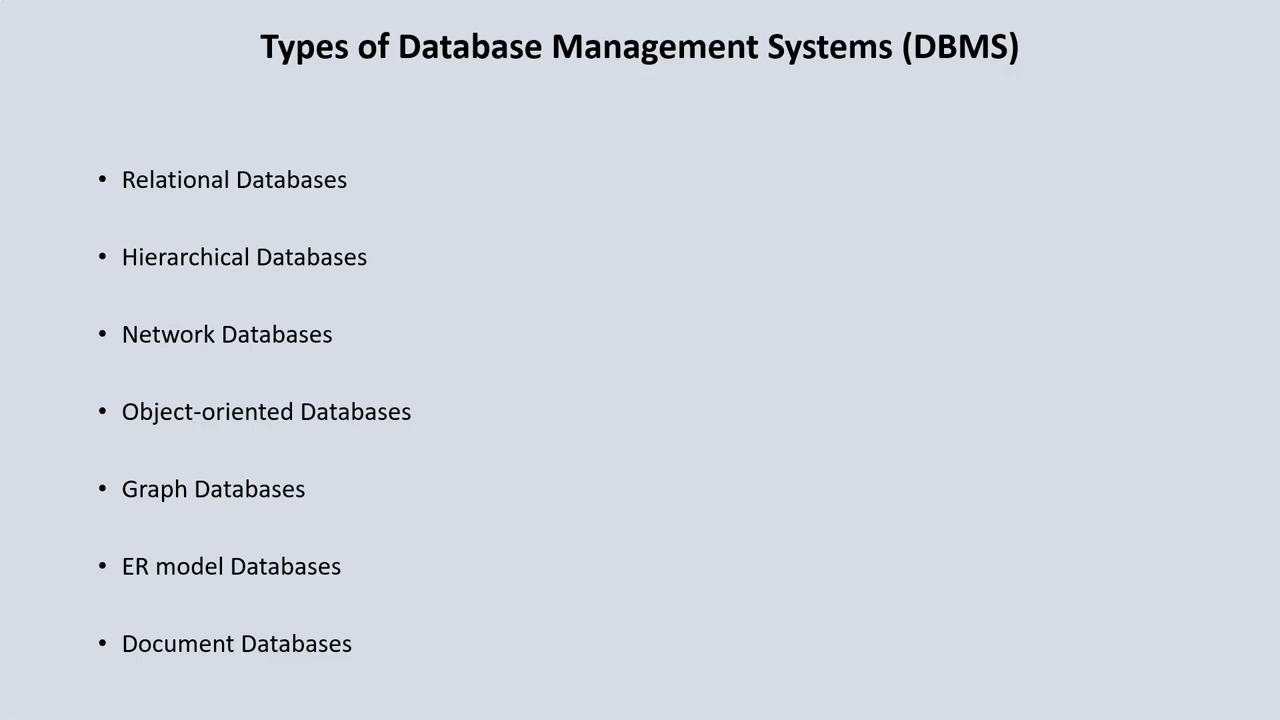 Types of Database Management Systems (DBMS)
• Relational Databases
• Hierarchical Databases
• Network Databases
• Object-oriented Databases
• Graph Databases
• ER model Databases
• Document Databases